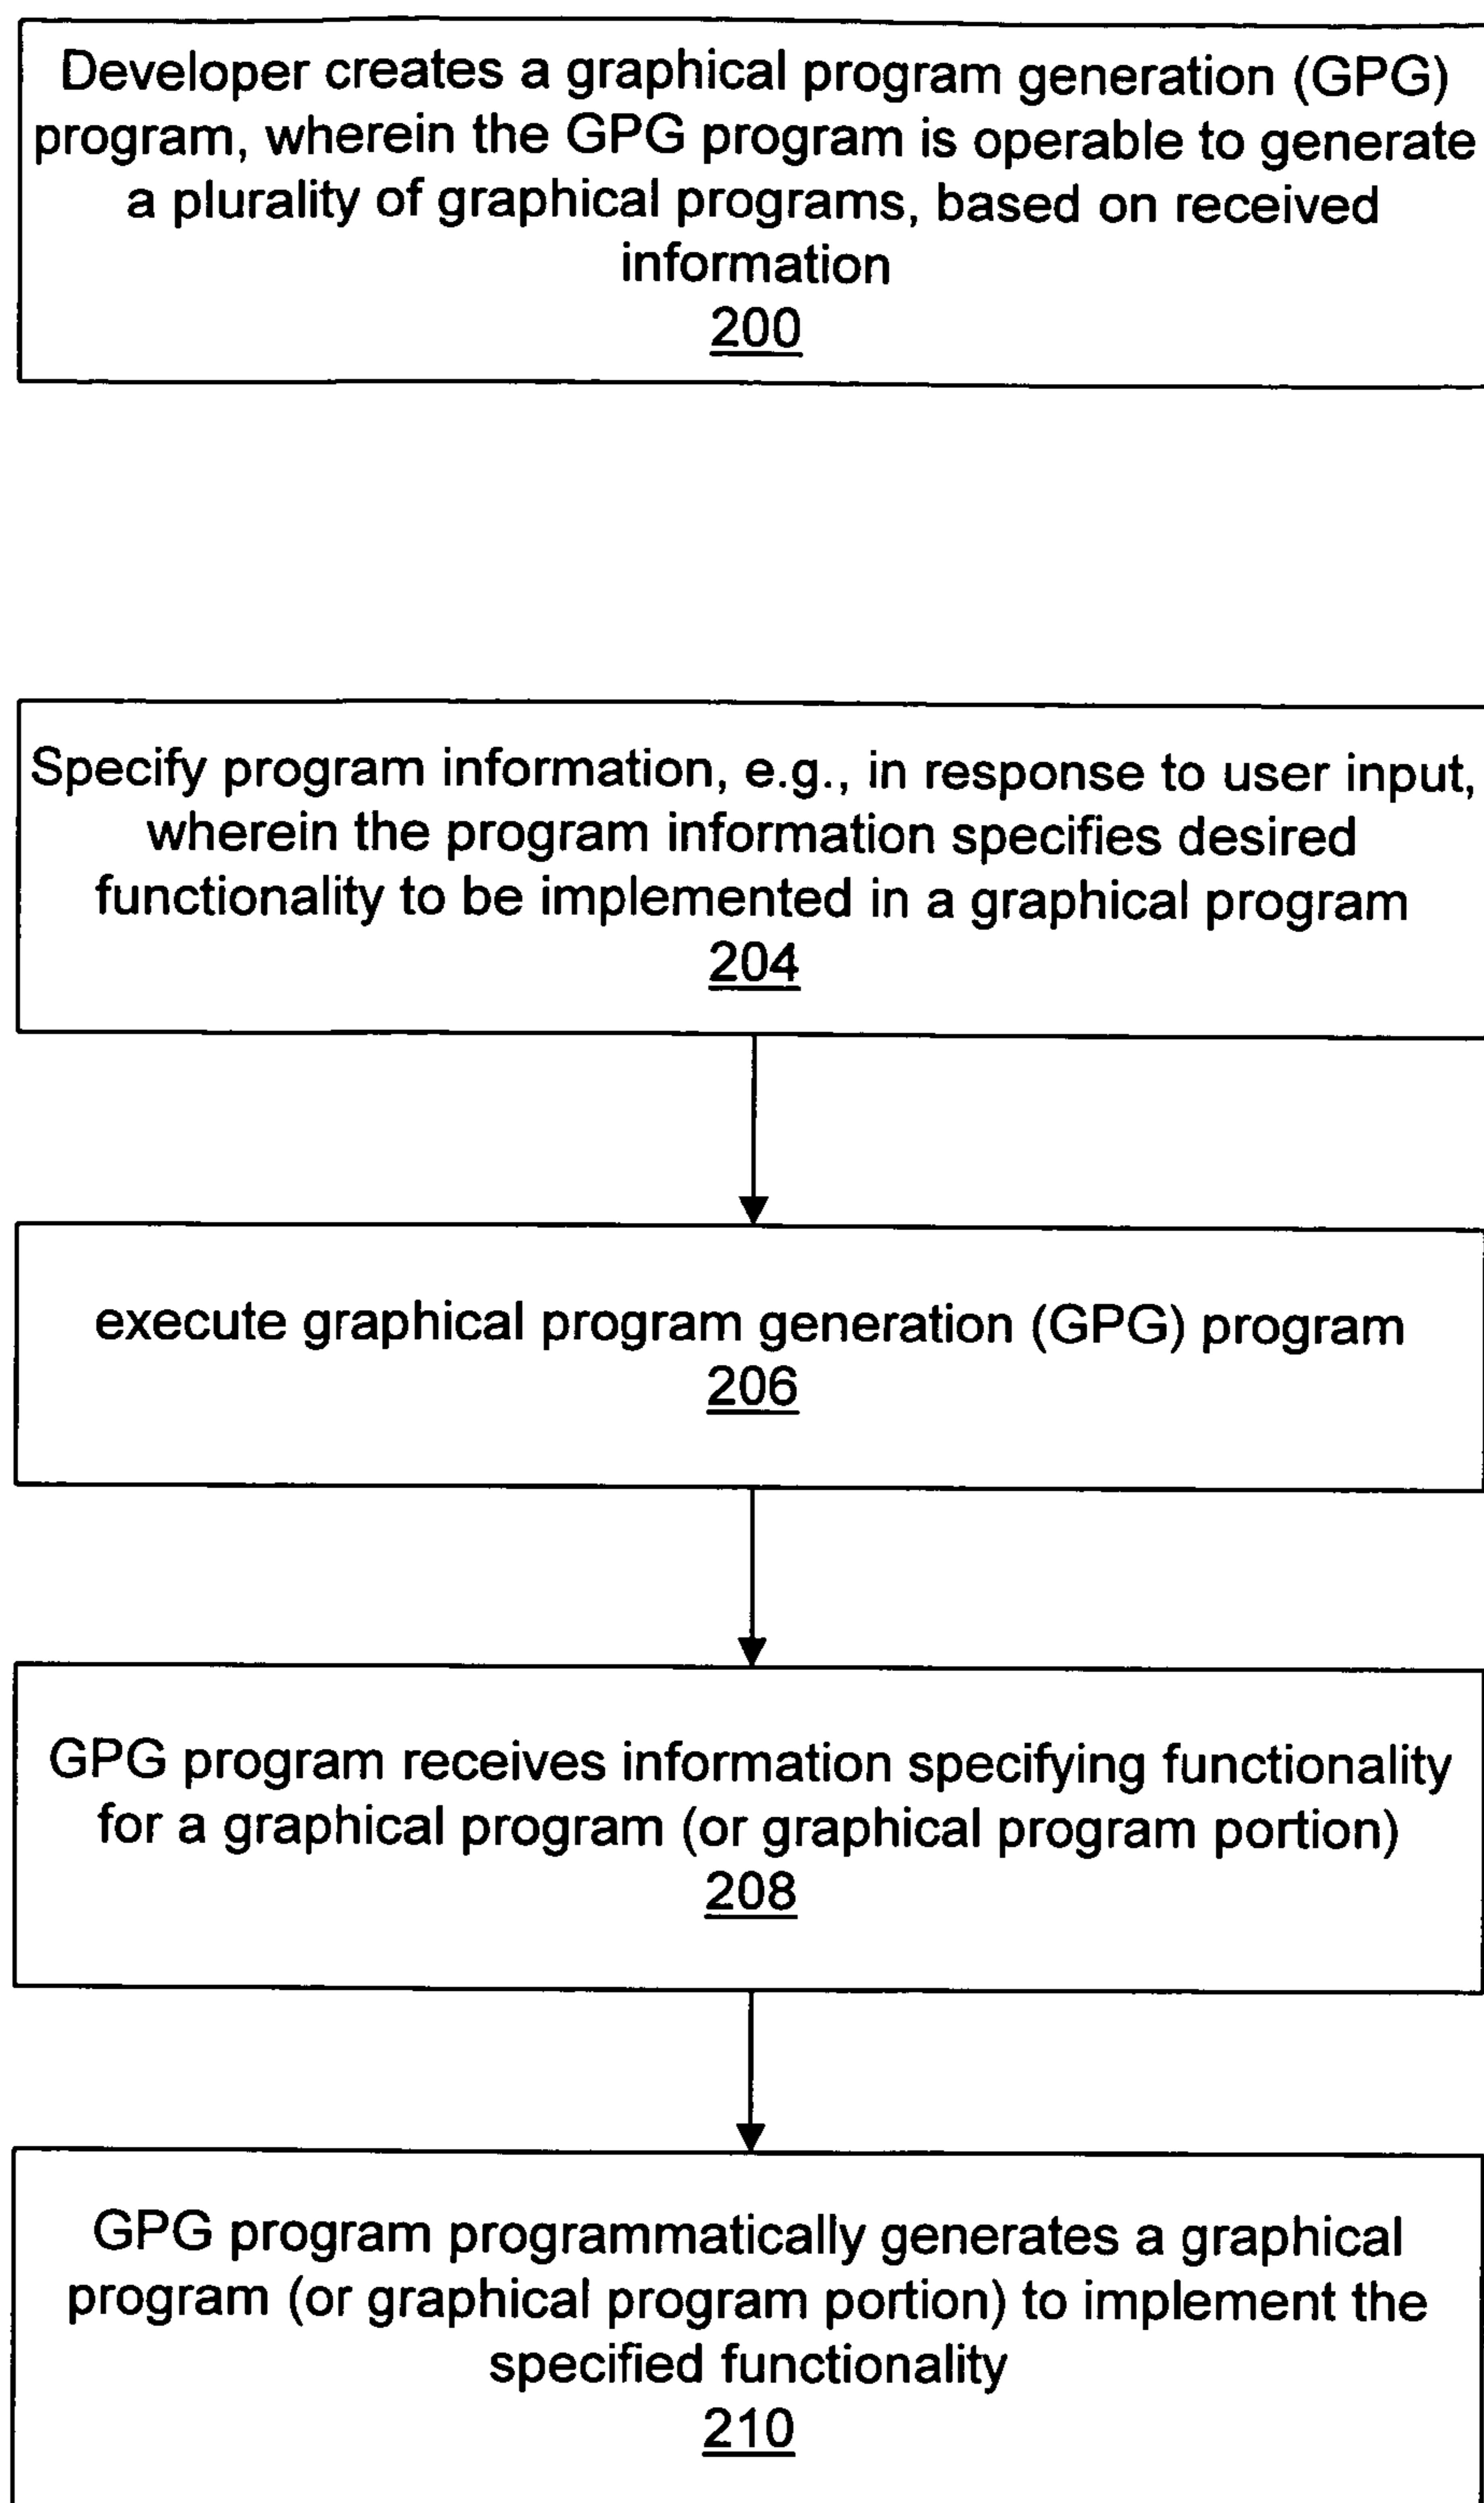 Developer creates a graphical program generation (GPG)
program, wherein the GPG program is operable to generate
a plurality of graphical programs, based on received
information
200
Specify program information, e.g., in response to user input,
wherein the program information specifies desired
functionality to be implemented in a graphical program
204
execute graphical program generation (GPG) program
206
GPG program receives information specifying functionality
for a graphical program (or graphical program portion)
208
GPG program programmatically generates a graphical
program (or graphical program portion) to implement the
specified functionality
210